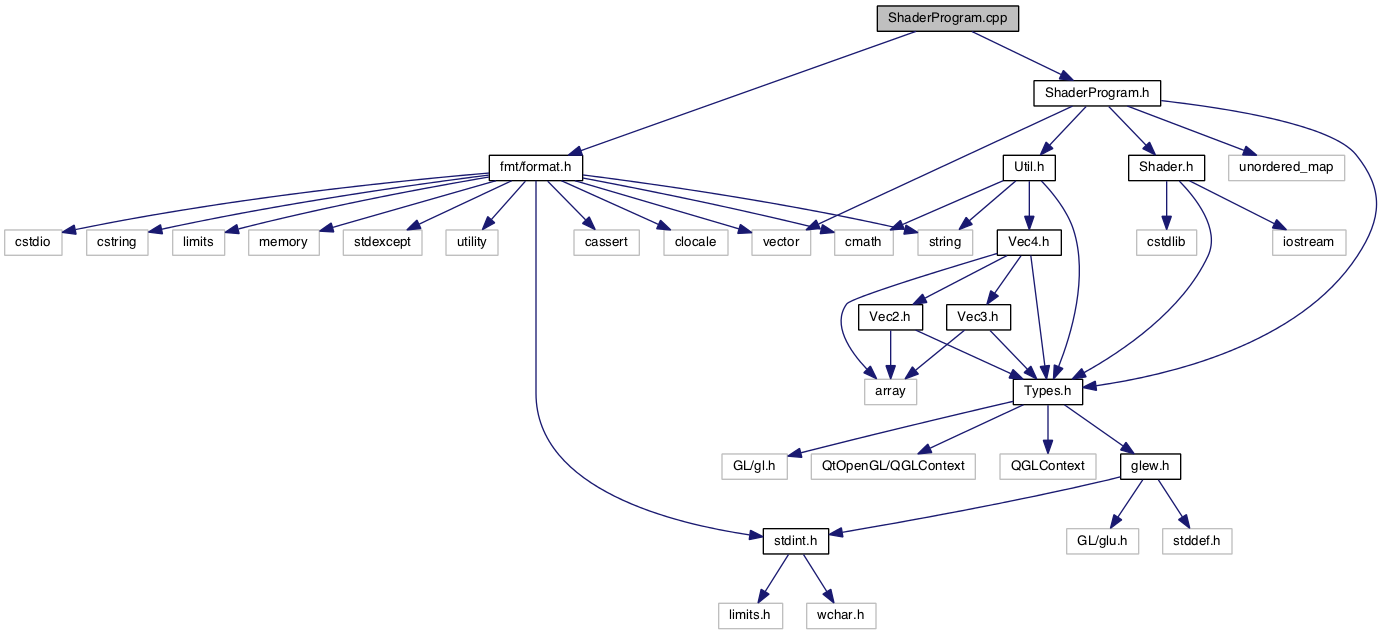 ShaderProgram.cpp
ShaderProgram.h
fmt/format.h
Util.h
Shader.h
unordered_map
cstdio
cstring
limits
memory
stdexcept
utility
cassert
clocale
vector
cmath
string
Vec4.h
cstdlib
iostream
Vec2.h
Vec3.h
array
Types.h
GL/gl.h
QtOpenGL/QGLContext
QGLContext
glew.h
stdint.h
GL/glu.h
stddef.h
limits.h
wchar.h